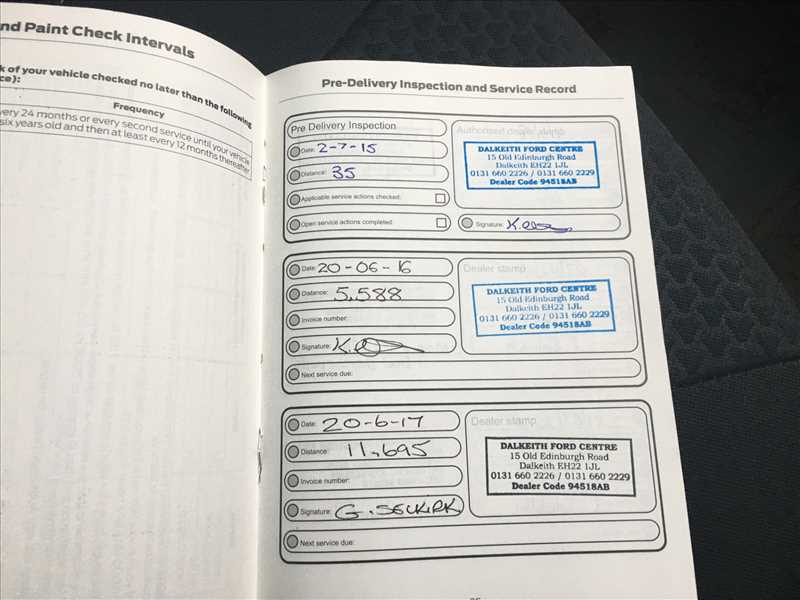 nd Paint Check Intervals
k of your vehicle checked no later than the following
ce):
Frequency
very 24 months or every second service until your vehicle
six years old and then at least every 12 months thereafter
Pre-Delivery Inspection and Service Record
Pre Delivery Inspection
Date: 2-7-15
Distance: 35
Applicable service actions checked:
Open service actions completed:
Authorised dealer stamp
DALKEITH FORD CENTRE
15 Old Edinburgh Road
Dalkeith EH22 1JL
0131 660 2226 / 0131 660 2229
Dealer Code 94518AB
Signature: K.
Date: 20-06-16
Distance: 5,588
Invoice number:
Signature: K.
Next service due:
Dealer stamp
DALKEITH FORD CENTRE
15 Old Edinburgh Road
Dalkeith EH22 1JL
0131 660 2226 / 0131 660 2229
Dealer Code 94518AB
Date: 20-6-17
Distance: 11,695
Invoice number:
Signature: G. SELKIRK
Next service due:
Dealer stamp
DALKEITH FORD CENTRE
15 Old Edinburgh Road
Dalkeith EH22 1JL
0131 660 2226 / 0131 660 2229
Dealer Code 94518AB